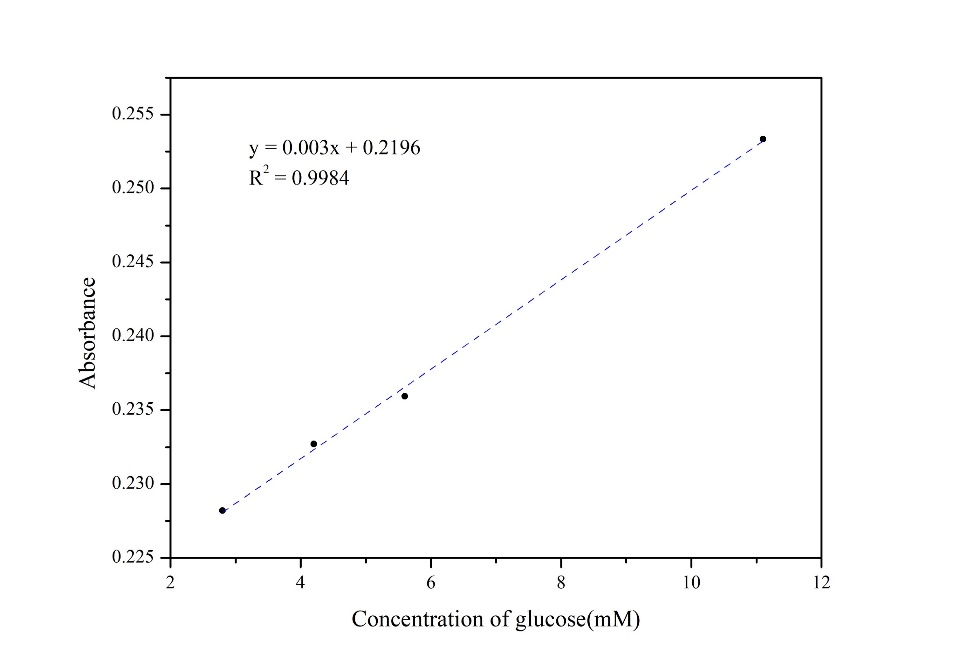 0.255
y = 0.003x + 0.2196
R² = 0.9984
0.250
0.245
0.240
0.235
0.230
0.225
Absorbance
2 4 6 8 10 12
Concentration of glucose(mM)